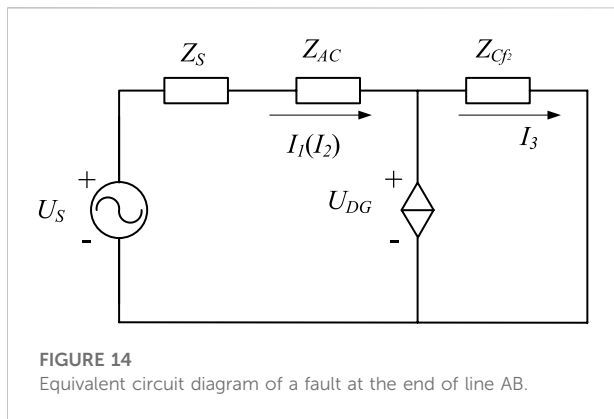 Z_S
Z_AC
Z_Cf2
I_1(I_2)
I_3
+
U_S
-
+
U_DG
-
FIGURE 14
Equivalent circuit diagram of a fault at the end of line AB.